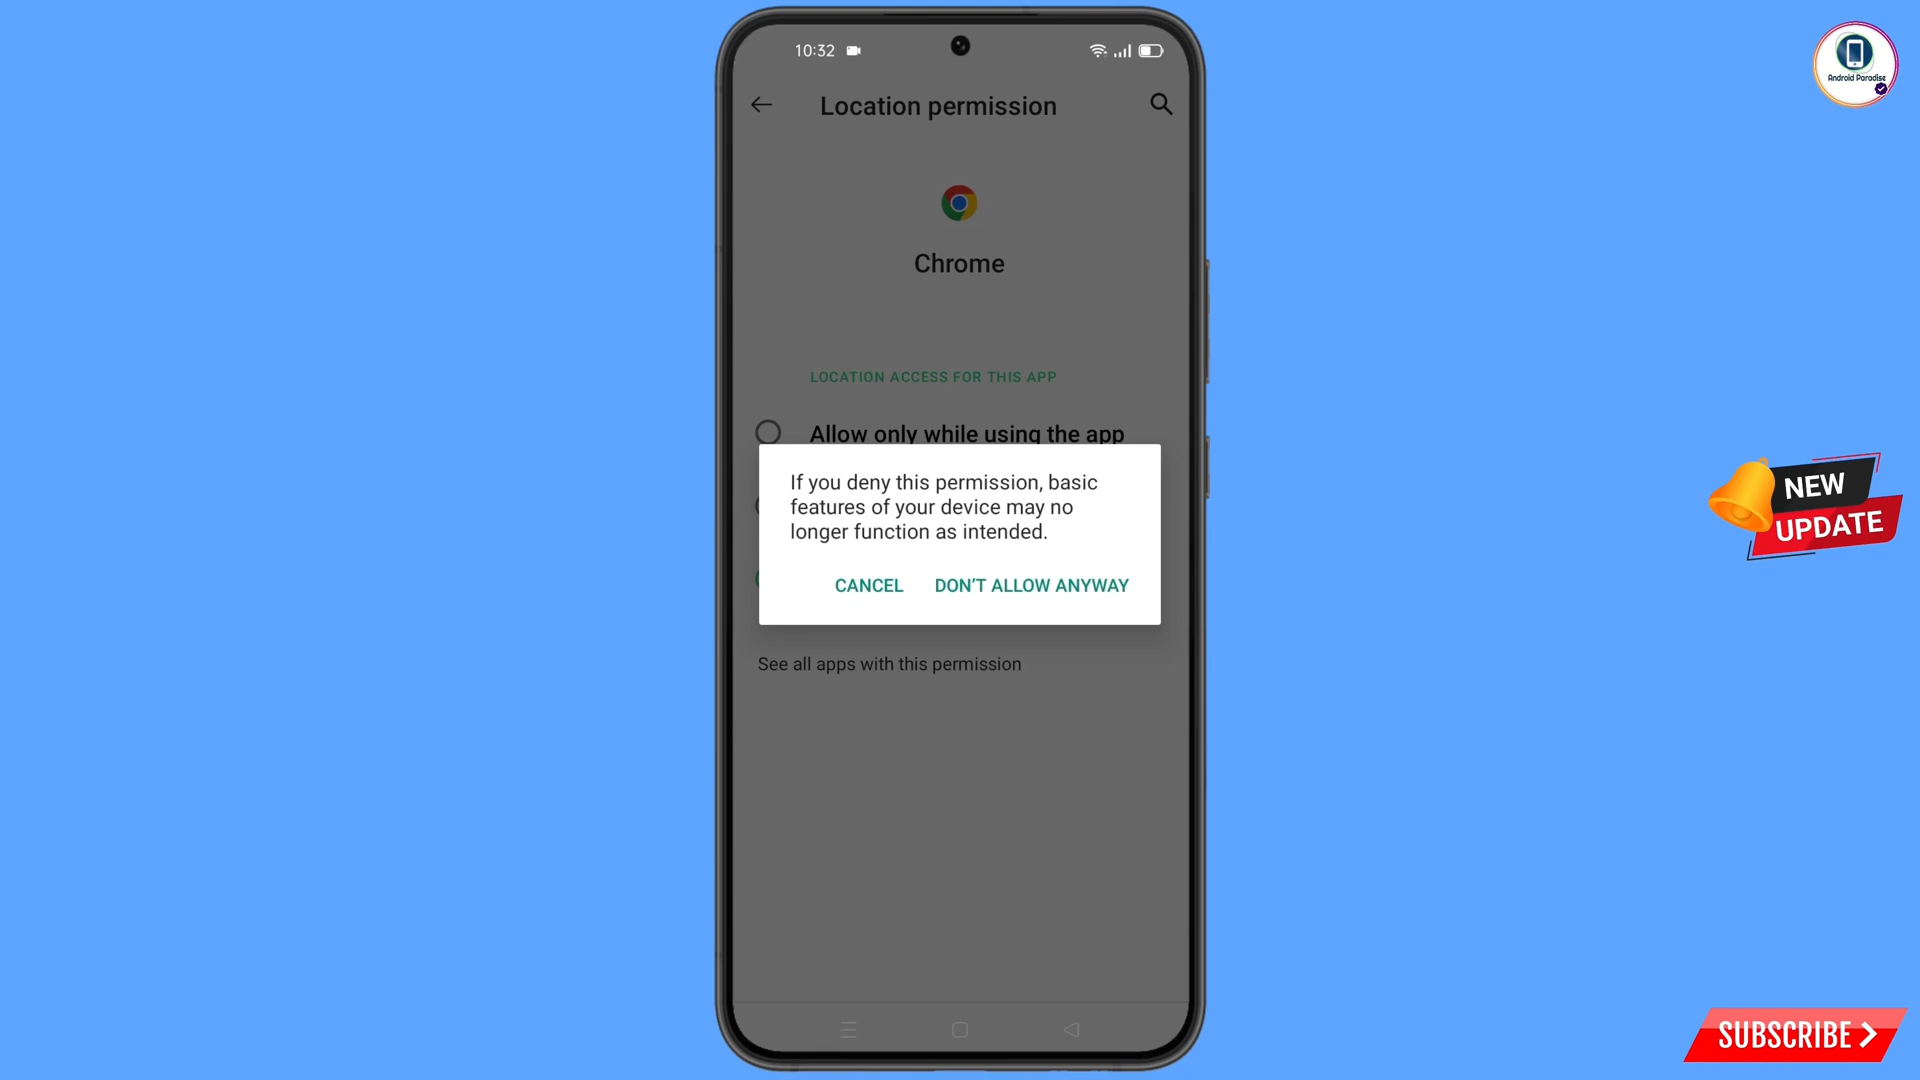 10:32
Location permission
Chrome
LOCATION ACCESS FOR THIS APP
Allow only while using the app
If you deny this permission, basic
features of your device may no
longer function as intended.
CANCEL DON'T ALLOW ANYWAY
See all apps with this permission
Android Paradise
NEW
UPDATE
SUBSCRIBE